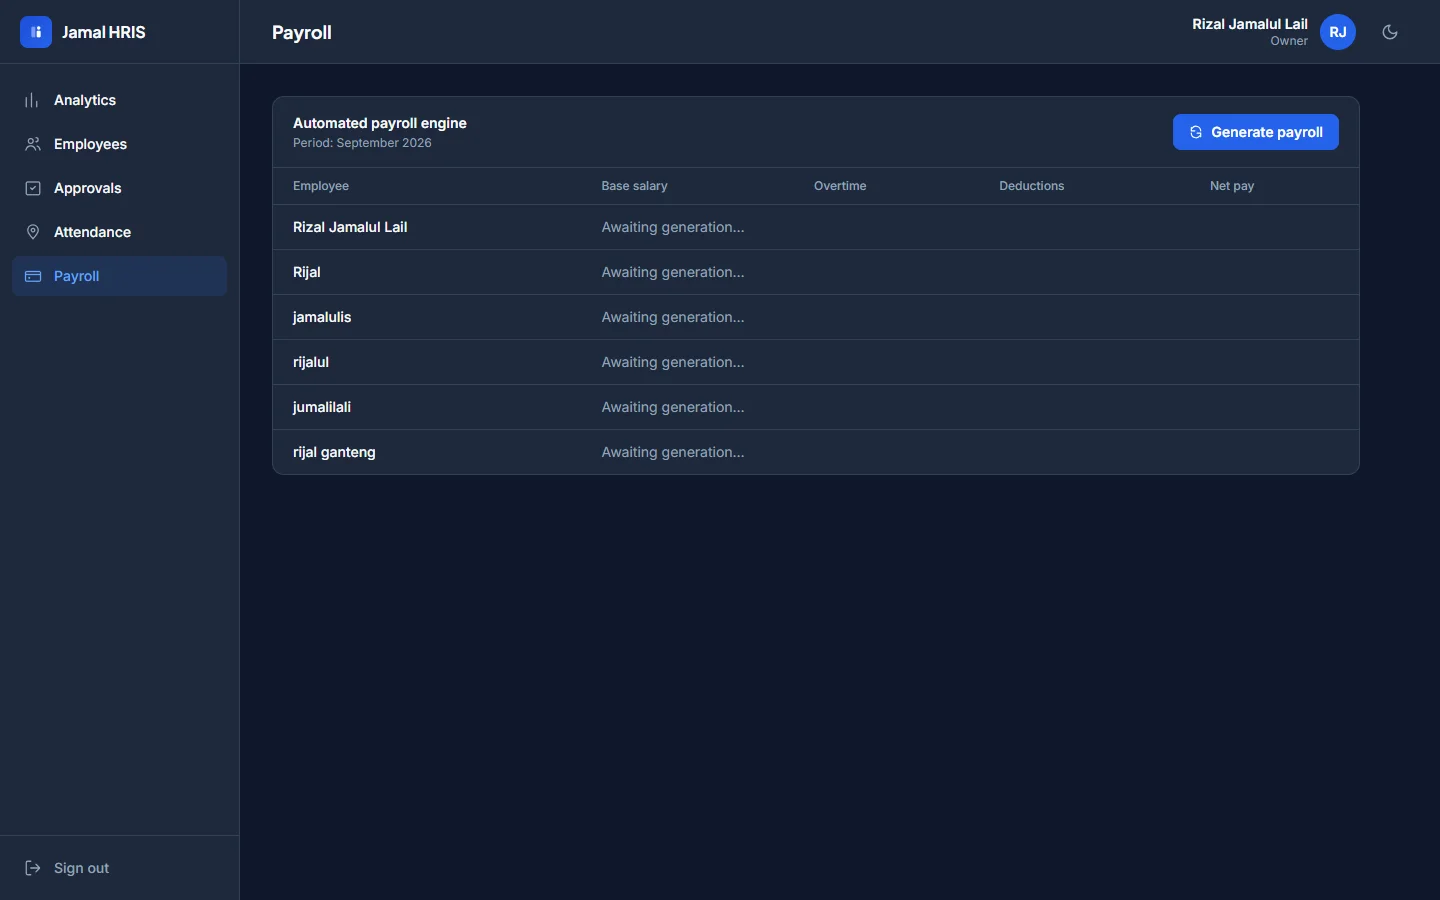 Jamal HRIS
Payroll
Rizal Jamalul Lail
Owner
RJ
Analytics
Employees
Approvals
Attendance
Payroll
Sign out
Automated payroll engine
Period: September 2026
Generate payroll
Employee Base salary Overtime Deductions Net pay
Rizal Jamalul Lail Awaiting generation...
Rijal Awaiting generation...
jamalulis Awaiting generation...
rijalul Awaiting generation...
jumalilali Awaiting generation...
rijal ganteng Awaiting generation...